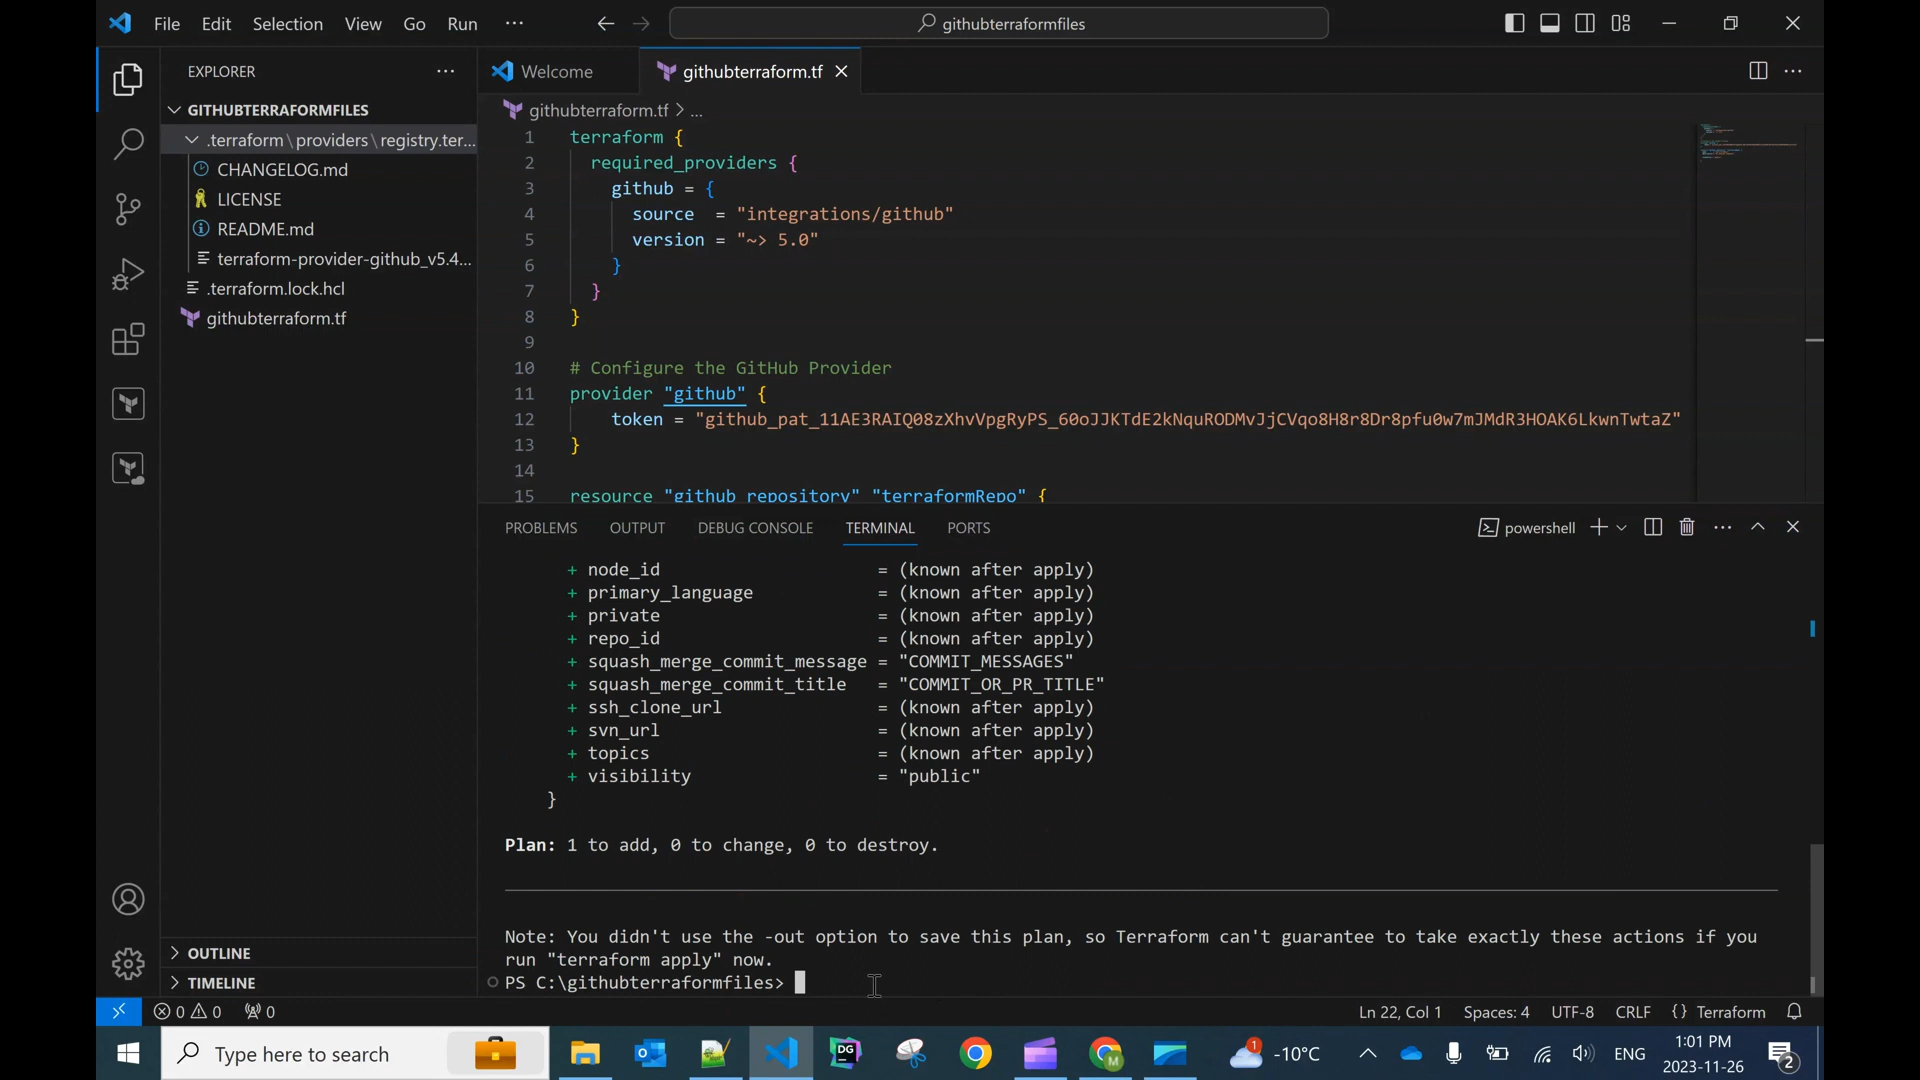 File Edit Selection View Go Run ···
githubterraformfiles
EXPLORER
GITHUBTERRAFORMFILES
.terraform\providers\registry.ter...
CHANGELOG.md
LICENSE
README.md
terraform-provider-github_v5.4...
.terraform.lock.hcl
githubterraform.tf
OUTLINE
TIMELINE
Welcome
githubterraform.tf
githubterraform.tf > ...
1 terraform {
2 required_providers {
3 github = {
4 source = "integrations/github"
5 version = "~> 5.0"
6 }
7 }
8 }
9
10 # Configure the GitHub Provider
11 provider "github" {
12 token = "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"
13 }
14
15 resource "github_repository" "terraformRepo" {
PROBLEMS OUTPUT DEBUG CONSOLE TERMINAL PORTS
powershell
+ node_id = (known after apply)
+ primary_language = (known after apply)
+ private = (known after apply)
+ repo_id = (known after apply)
+ squash_merge_commit_message = "COMMIT_MESSAGES"
+ squash_merge_commit_title = "COMMIT_OR_PR_TITLE"
+ ssh_clone_url = (known after apply)
+ svn_url = (known after apply)
+ topics = (known after apply)
+ visibility = "public"
}
Plan: 1 to add, 0 to change, 0 to destroy.
Note: You didn't use the -out option to save this plan, so Terraform can't guarantee to take exactly these actions if you
run "terraform apply" now.
PS C:\githubterraformfiles>
0 0 0
Ln 22, Col 1 Spaces: 4 UTF-8 CRLF {} Terraform
Type here to search
DG
M
1
-10°C
ENG
1:01 PM
2023-11-26
2